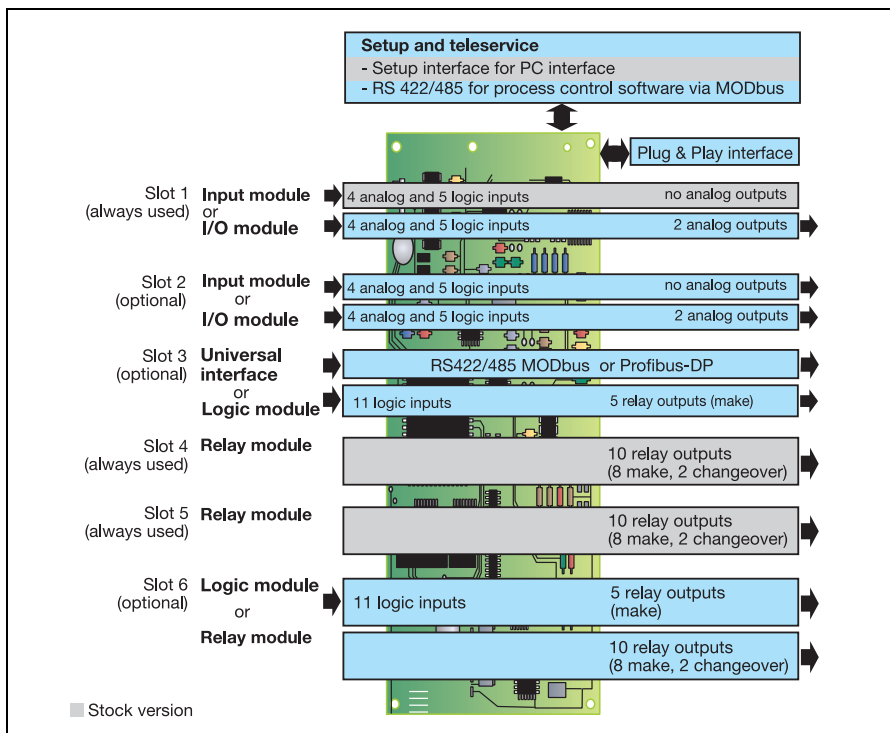 Setup and teleservice
- Setup interface for PC interface
- RS 422/485 for process control software via MODbus
Plug & Play interface
Slot 1
(always used)
Input module
or
I/O module
4 analog and 5 logic inputs no analog outputs
4 analog and 5 logic inputs 2 analog outputs
Slot 2
(optional)
Input module
or
I/O module
4 analog and 5 logic inputs no analog outputs
4 analog and 5 logic inputs 2 analog outputs
Slot 3
(optional)
Universal
interface
or
Logic module
RS422/485 MODbus or Profibus-DP
11 logic inputs 5 relay outputs (make)
Slot 4
(always used)
Relay module
10 relay outputs
(8 make, 2 changeover)
Slot 5
(always used)
Relay module
10 relay outputs
(8 make, 2 changeover)
Slot 6
(optional)
Logic module
or
Relay module
11 logic inputs 5 relay outputs
(make)
10 relay outputs
(8 make, 2 changeover)
Stock version